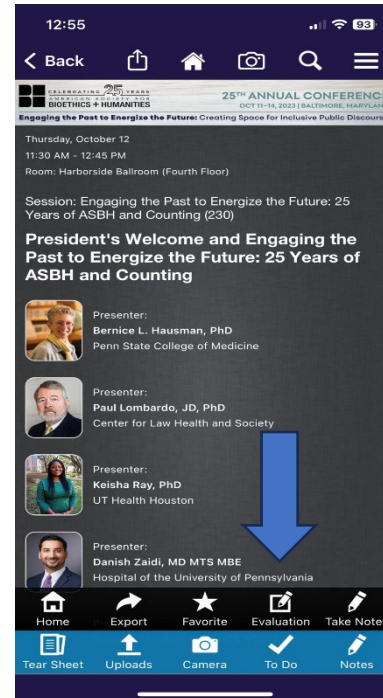 12:55
93
Back
CELEBRATING 25 YEARS
AMERICAN SOCIETY FOR
BIOETHICS + HUMANITIES
25TH ANNUAL CONFERENC
OCT 11-14, 2023 | BALTIMORE, MARYLAN
Engaging the Past to Energize the Future: Creating Space for Inclusive Public Discours
Thursday, October 12
11:30 AM - 12:45 PM
Room: Harborside Ballroom (Fourth Floor)
Session: Engaging the Past to Energize the Future: 25
Years of ASBH and Counting (230)
President's Welcome and Engaging the
Past to Energize the Future: 25 Years of
ASBH and Counting
Presenter:
Bernice L. Hausman, PhD
Penn State College of Medicine
Presenter:
Paul Lombardo, JD, PhD
Center for Law Health and Society
Presenter:
Keisha Ray, PhD
UT Health Houston
Presenter:
Danish Zaidi, MD MTS MBE
Hospital of the University of Pennsylvania
Home Export Favorite Evaluation Take Note
Tear Sheet Uploads Camera To Do Notes